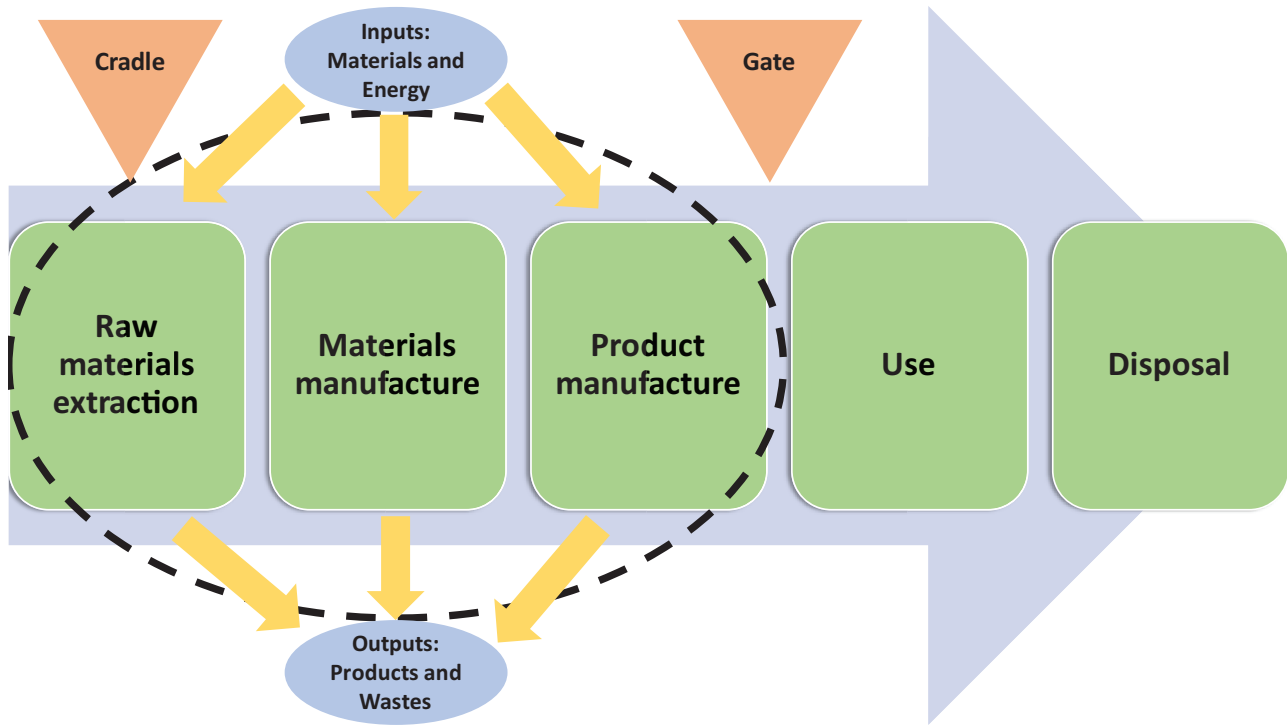 Cradle
Inputs:
Materials and
Energy
Gate
Raw
materials
extraction
Materials
manufacture
Product
manufacture
Use
Disposal
Outputs:
Products and
Wastes